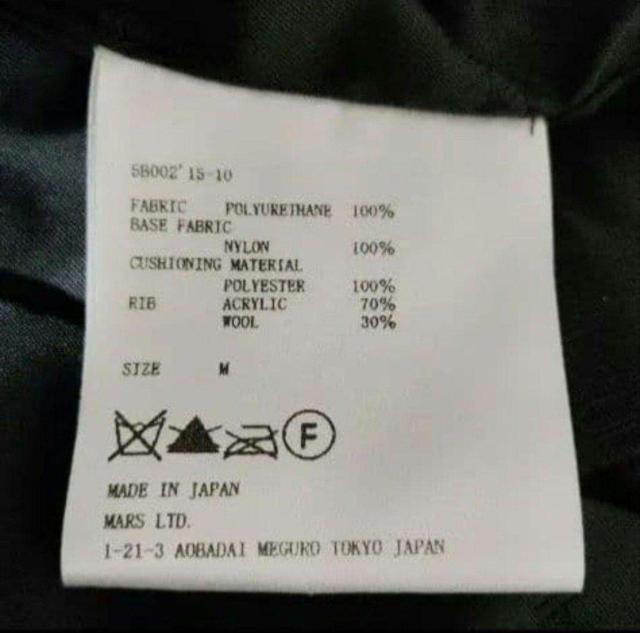 5B002'15-10
FABRIC POLYURETHANE 100%
BASE FABRIC
NYLON 100%
CUSHIONING MATERIAL
POLYESTER 100%
RIB ACRYLIC 70%
WOOL 30%
SIZE M
F
MADE IN JAPAN
MARS LTD.
1-21-3 AOBADAI MEGURO TOKYO JAPAN